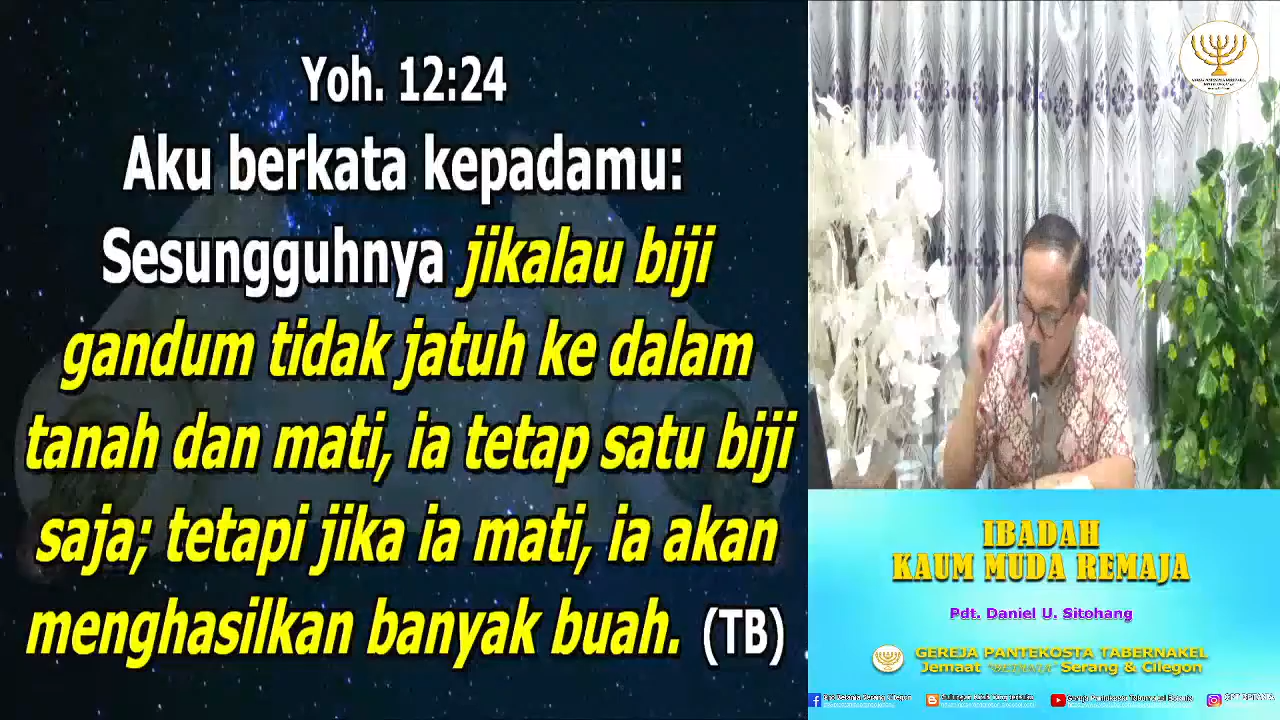 Yoh. 12:24
Aku berkata kepadamu:
Sesungguhnya jikalau biji
gandum tidak jatuh ke dalam
tanah dan mati, ia tetap satu biji
saja; tetapi jika ia mati, ia akan
menghasilkan banyak buah. (TB)
IBADAH
KAUM MUDA REMAJA
Pdt. Daniel U. Sitohang
GEREJA PANTEKOSTA TABERNAKEL
Serang & Cilegon